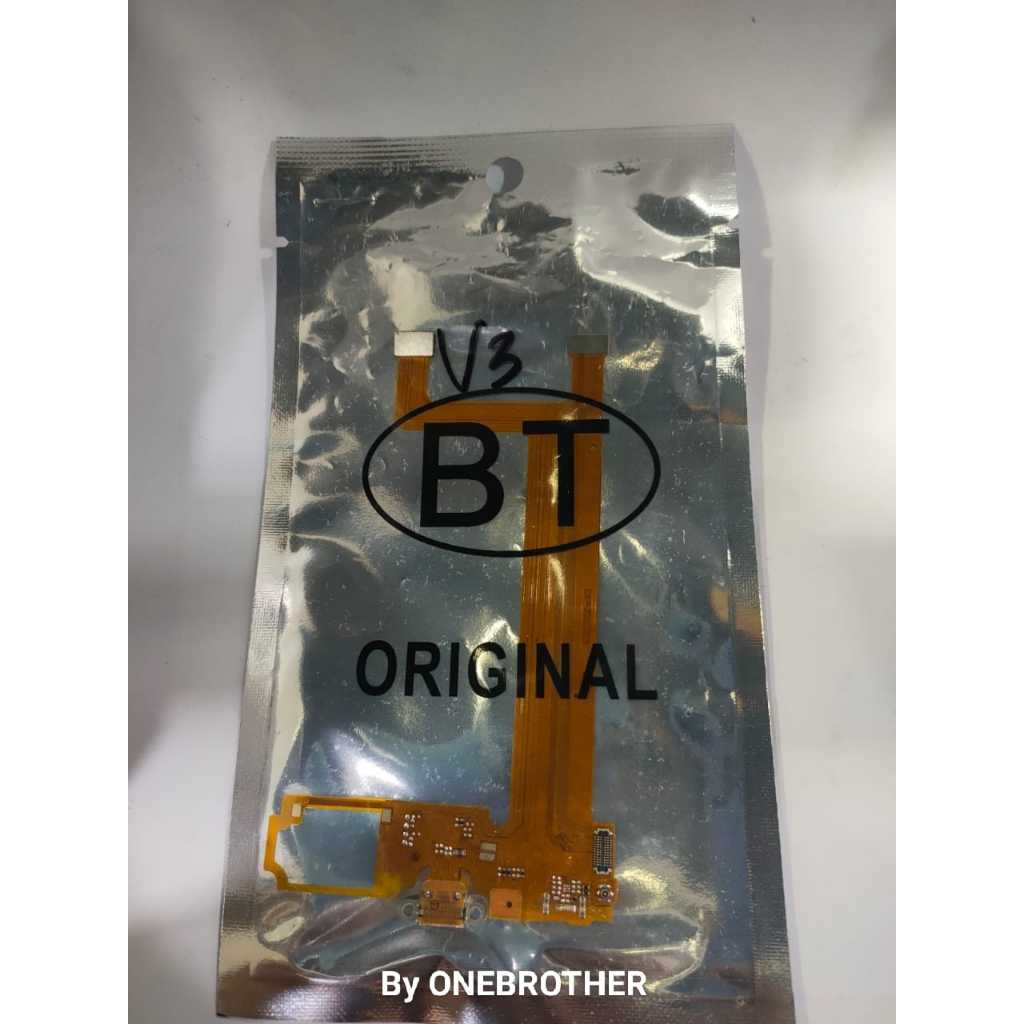 V3
BT
ORIGINAL
By ONEBROTHER